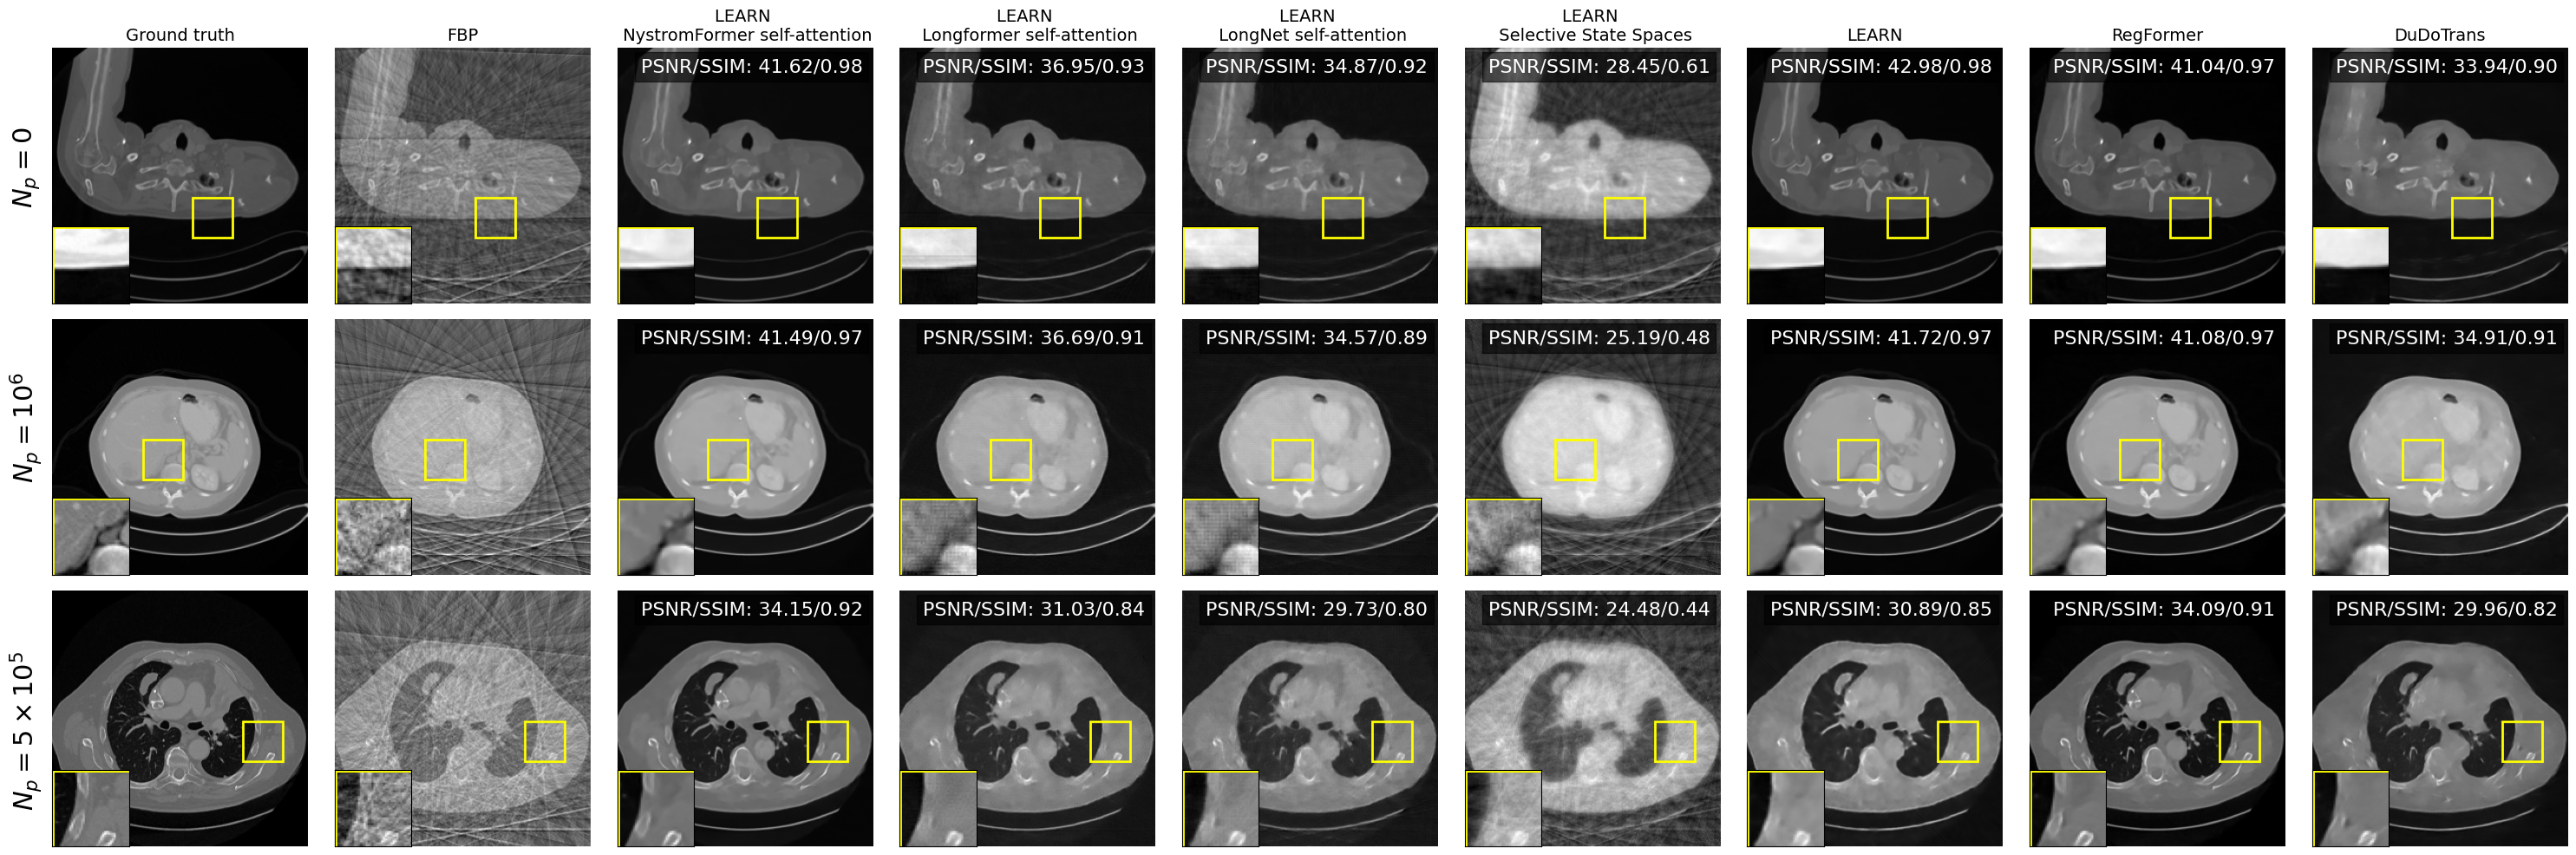 Ground truth
FBP
LEARN
NystromFormer self-attention
LEARN
Longformer self-attention
LEARN
LongNet self-attention
LEARN
Selective State Spaces
LEARN
RegFormer
DuDoTrans
N_p = 0
PSNR/SSIM: 41.62/0.98
PSNR/SSIM: 36.95/0.93
PSNR/SSIM: 34.87/0.92
PSNR/SSIM: 28.45/0.61
PSNR/SSIM: 42.98/0.98
PSNR/SSIM: 41.04/0.97
PSNR/SSIM: 33.94/0.90
N_p = 10^6
PSNR/SSIM: 41.49/0.97
PSNR/SSIM: 36.69/0.91
PSNR/SSIM: 34.57/0.89
PSNR/SSIM: 25.19/0.48
PSNR/SSIM: 41.72/0.97
PSNR/SSIM: 41.08/0.97
PSNR/SSIM: 34.91/0.91
N_p = 5 × 10^5
PSNR/SSIM: 34.15/0.92
PSNR/SSIM: 31.03/0.84
PSNR/SSIM: 29.73/0.80
PSNR/SSIM: 24.48/0.44
PSNR/SSIM: 30.89/0.85
PSNR/SSIM: 34.09/0.91
PSNR/SSIM: 29.96/0.82